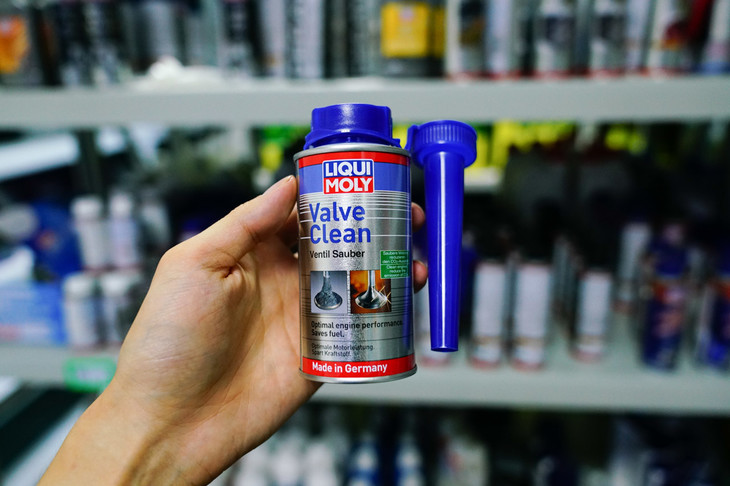 LIQUI
MOLY
Valve
Clean
Ventil Sauber
Optimal engine performance.
Saves fuel.
Optimale Motorleistung.
Spart Kraftstoff.
Made in Germany